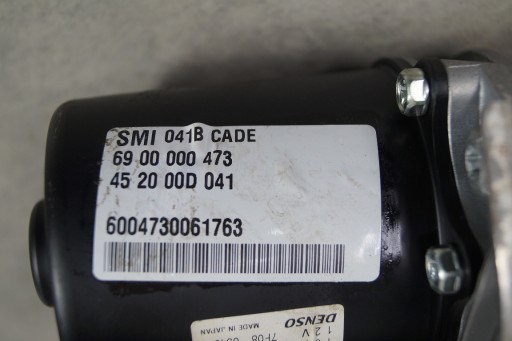 SMI 041B CADE
69 00 000 473
45 20 00D 041
6004730061763
DENSO
MADE IN JAPAN
12V